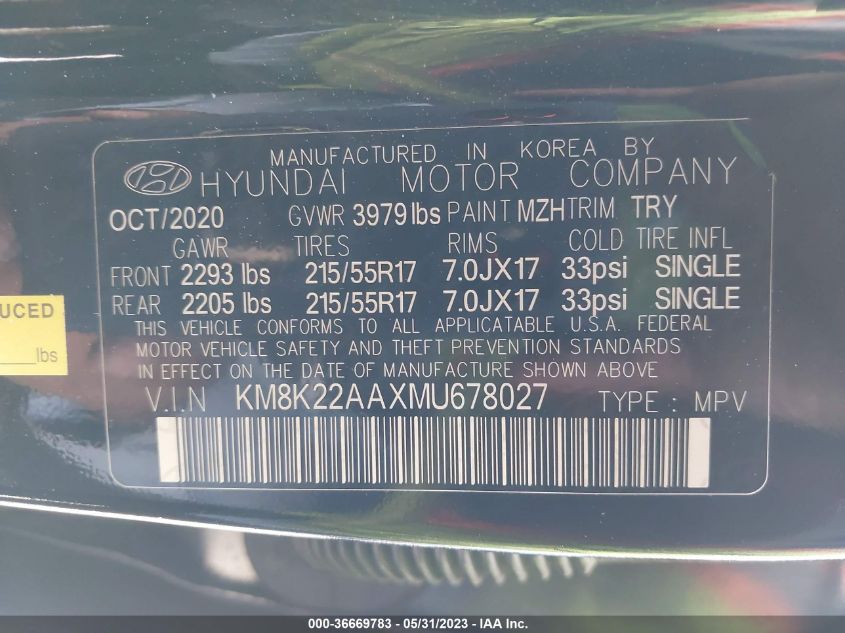 MANUFACTURED IN KOREA BY
HYUNDAI MOTOR COMPANY
OCT/2020 GVWR 3979 lbs PAINT MZH TRIM TRY
GAWR TIRES RIMS COLD TIRE INFL
FRONT 2293 lbs 215/55R17 7.0JX17 33psi SINGLE
REAR 2205 lbs 215/55R17 7.0JX17 33psi SINGLE
THIS VEHICLE CONFORMS TO ALL APPLICATABLE U.S.A. FEDERAL
MOTOR VEHICLE SAFETY AND THEFT PREVENTION STANDARDS
IN EFFECT ON THE DATE OF MANUFACTURE SHOWN ABOVE
V.I.N KM8K22AAXMU678027 TYPE : MPV
UCED
lbs
000-36669783 - 05/31/2023 - IAA Inc.